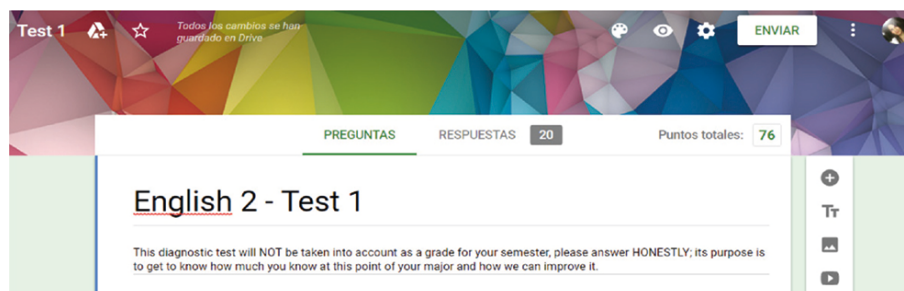 Test 1
Todos los cambios se han
guardado en Drive
ENVIAR
PREGUNTAS RESPUESTAS 20 Puntos totales: 76
English 2 - Test 1
This diagnostic test will NOT be taken into account as a grade for your semester, please answer HONESTLY; its purpose is
to get to know how much you know at this point of your major and how we can improve it.
Tт